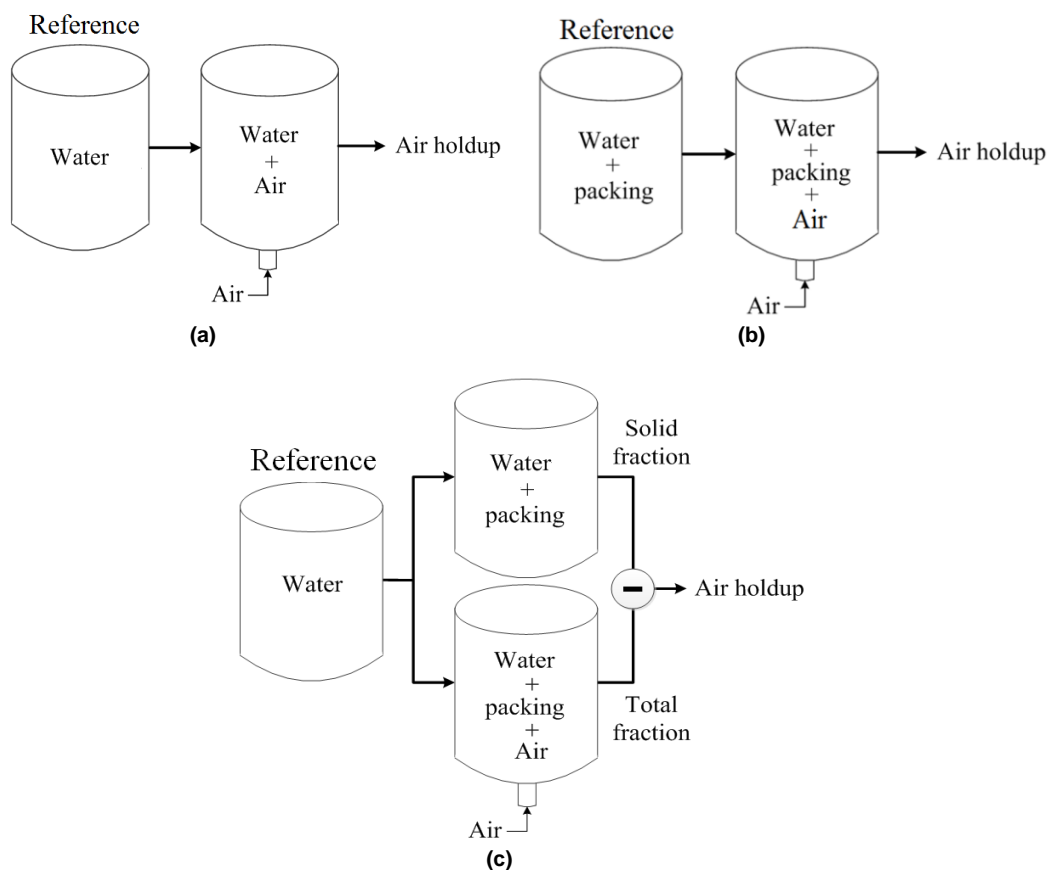 Reference
Water
Water
+
Air
Air holdup
Air
(a)
Reference
Water
+
packing
Water
+
packing
+
Air
Air holdup
Air
(b)
Reference
Water
Water
+
packing
Solid
fraction
Air holdup
Water
+
packing
+
Air
Total
fraction
Air
(c)